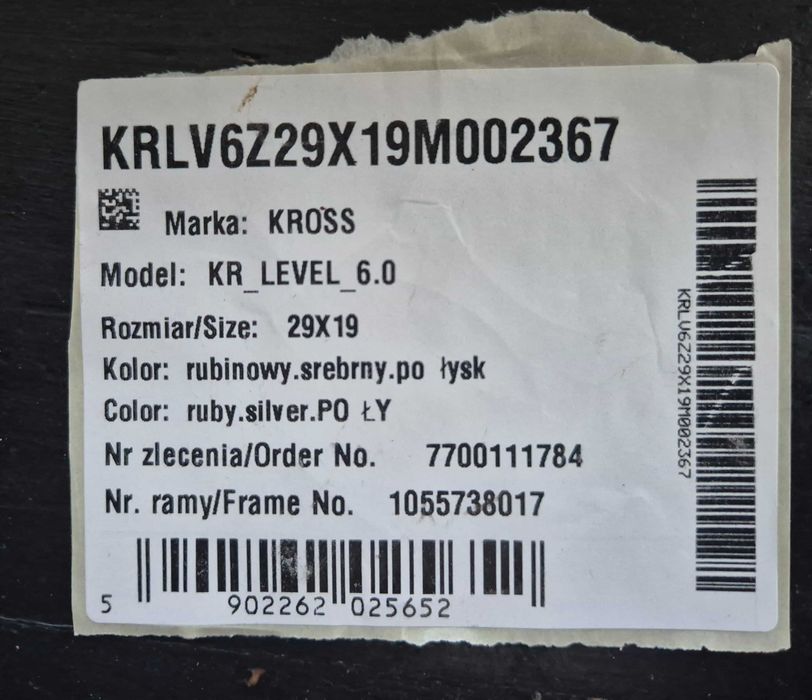 KRLV6Z29X19M002367
Marka: KROSS
Model: KR_LEVEL_6.0
Rozmiar/Size: 29X19
Kolor: rubinowy.srebrny.po łysk
Color: ruby.silver.PO ŁY
Nr zlecenia/Order No. 7700111784
Nr. ramy/Frame No. 1055738017
5 902262 025652
KRLV6Z29X19M002367